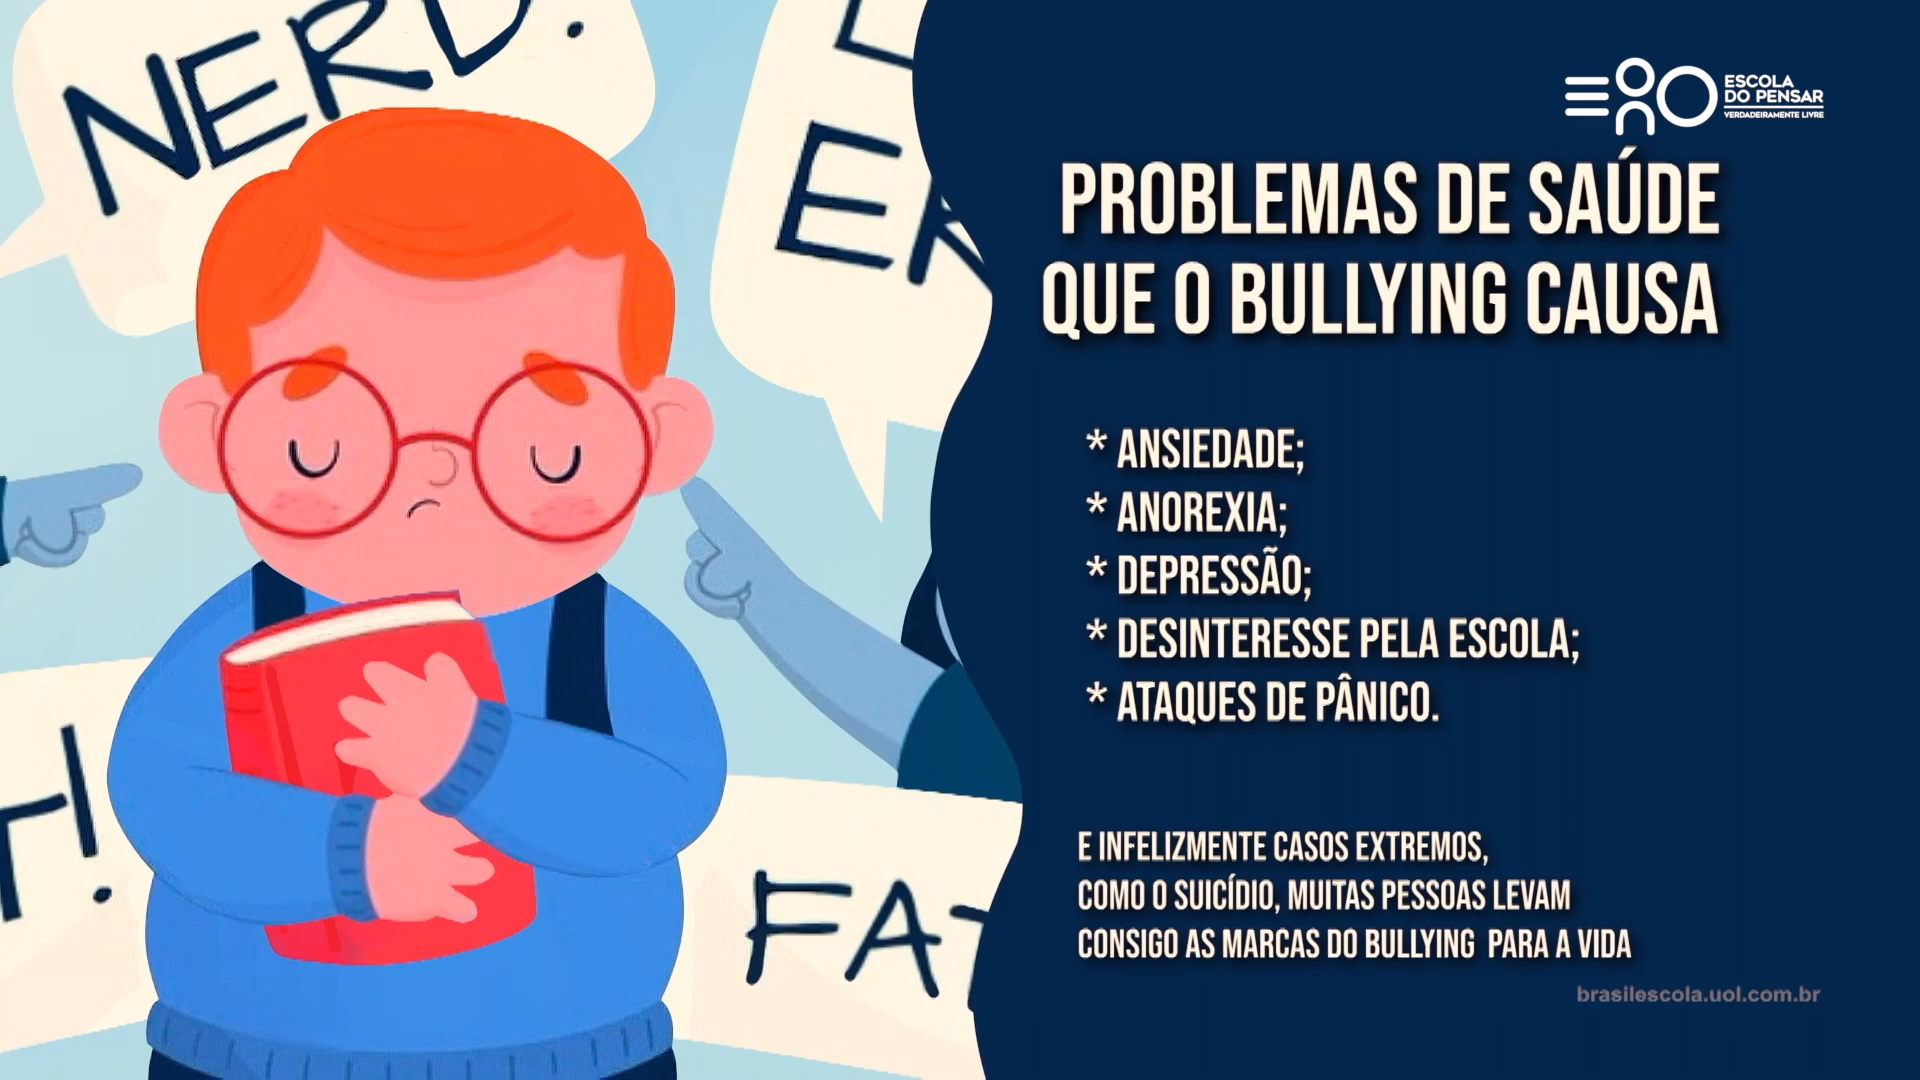 NERD!
ESCOLA
DO PENSAR
VERDADEIRAMENTE LIVRE
PROBLEMAS DE SAÚDE
QUE O BULLYING CAUSA
* ANSIEDADE;
* ANOREXIA;
* DEPRESSÃO;
* DESINTERESSE PELA ESCOLA;
* ATAQUES DE PÂNICO.
FAT
E INFELIZMENTE CASOS EXTREMOS,
COMO O SUICÍDIO, MUITAS PESSOAS LEVAM
CONSIGO AS MARCAS DO BULLYING PARA A VIDA
brasilescola.uol.com.br